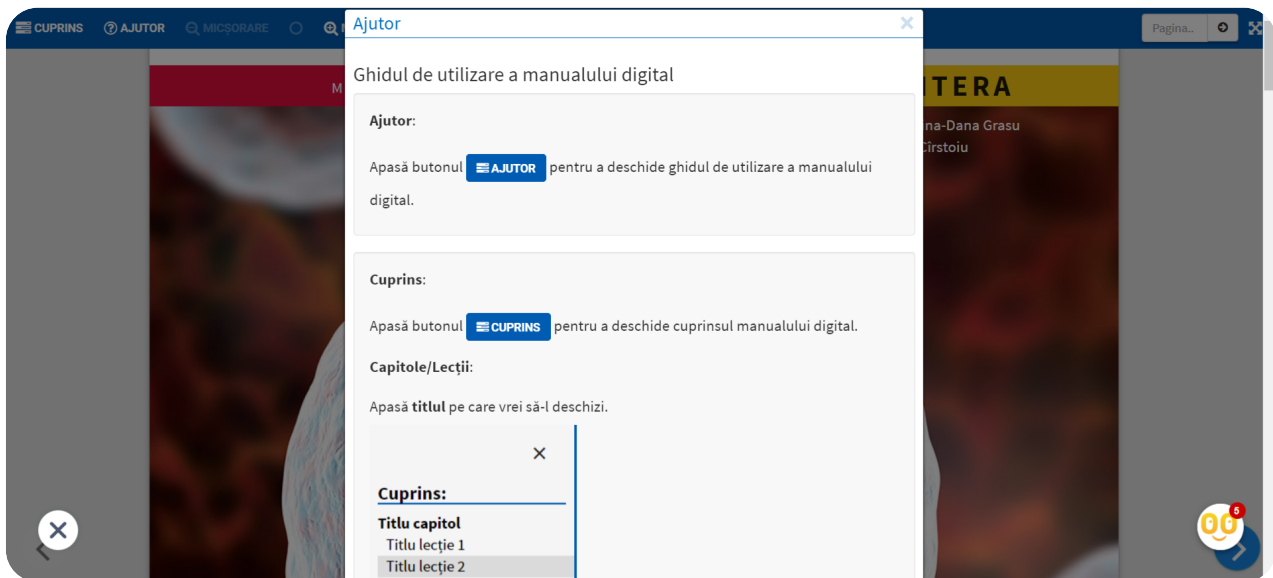 CUPRINS AJUTOR MICȘORARE
Pagina..
Ajutor
Ghidul de utilizare a manualului digital
M
TERA
na-Dana Grasu
Cîrstoiu
Ajutor:
Apasă butonul AJUTOR pentru a deschide ghidul de utilizare a manualului
digital.
Cuprins:
Apasă butonul CUPRINS pentru a deschide cuprinsul manualului digital.
Capitole/Lecții:
Apasă titlul pe care vrei să-l deschizi.
Cuprins:
Titlu capitol
Titlu lecție 1
Titlu lecție 2
5